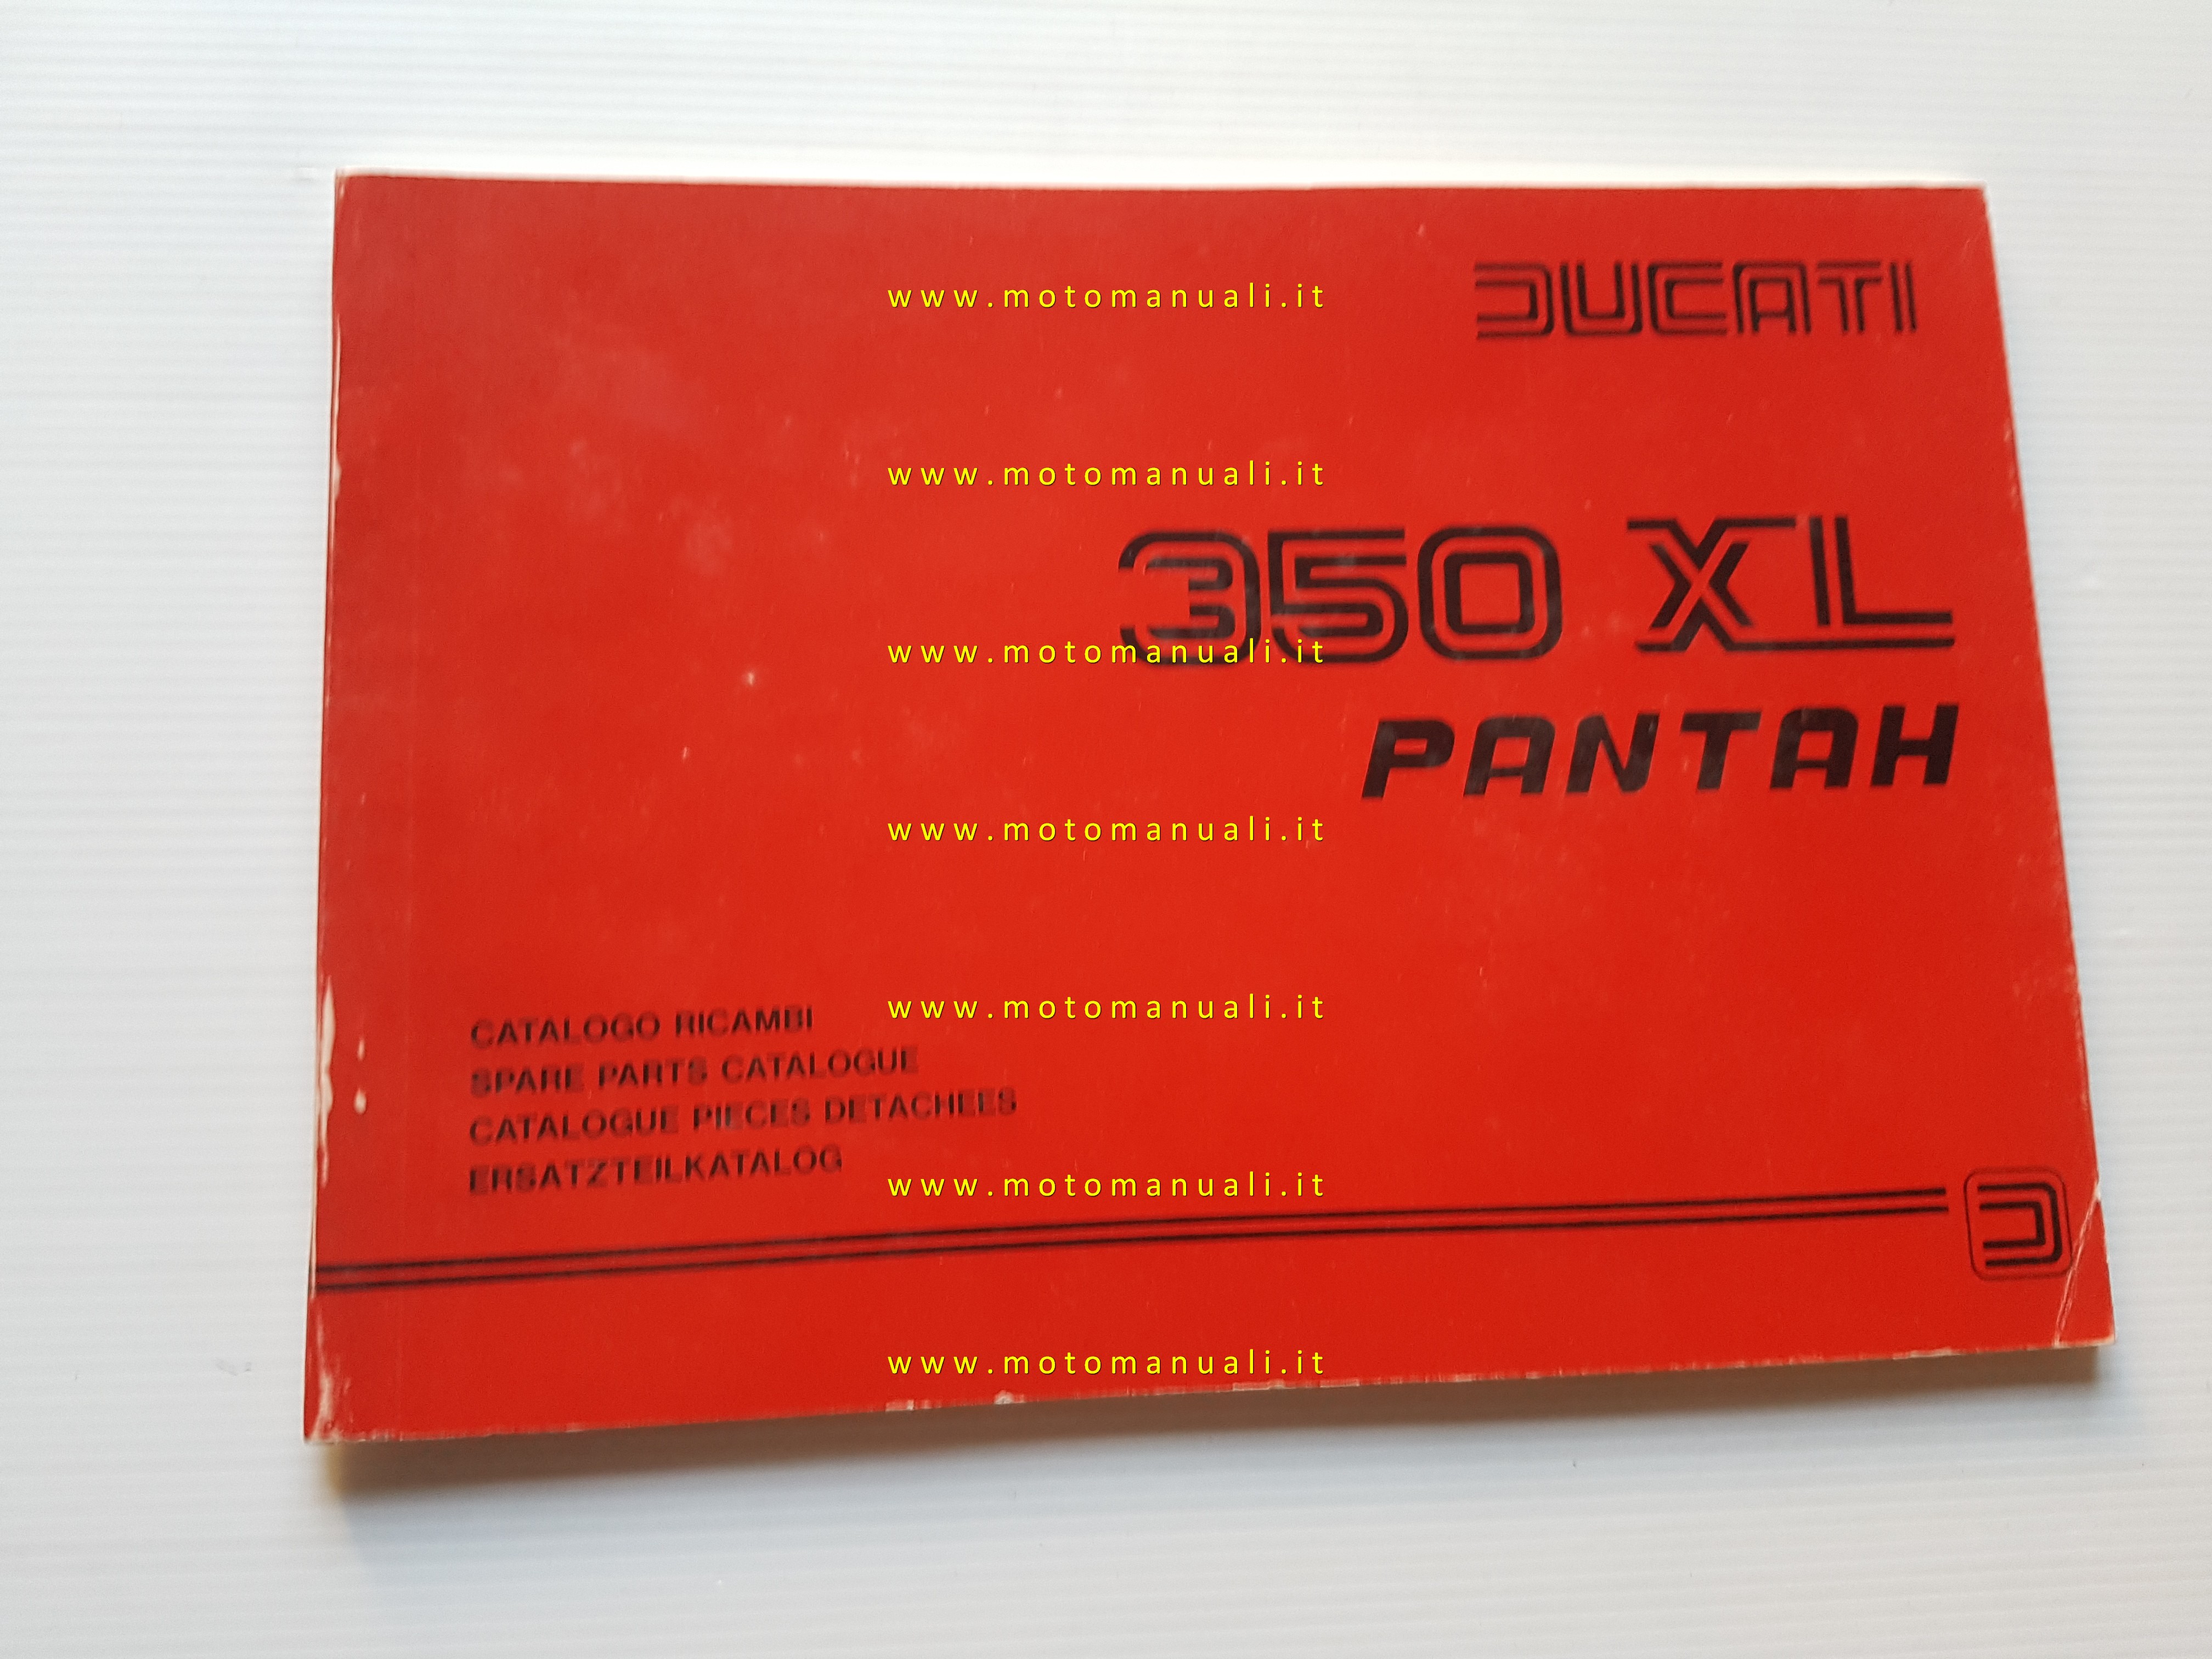 www.motomanuali.it
DUCATI
www.motomanuali.it
350 XL
www.motomanuali.it
PANTAH
www.motomanuali.it
CATALOGO RICAMBI
www.motomanuali.it
SPARE PARTS CATALOGUE
CATALOGUE PIECES DETACHEES
ERSATZTEILKATALOG
www.motomanuali.it
D
www.motomanuali.it